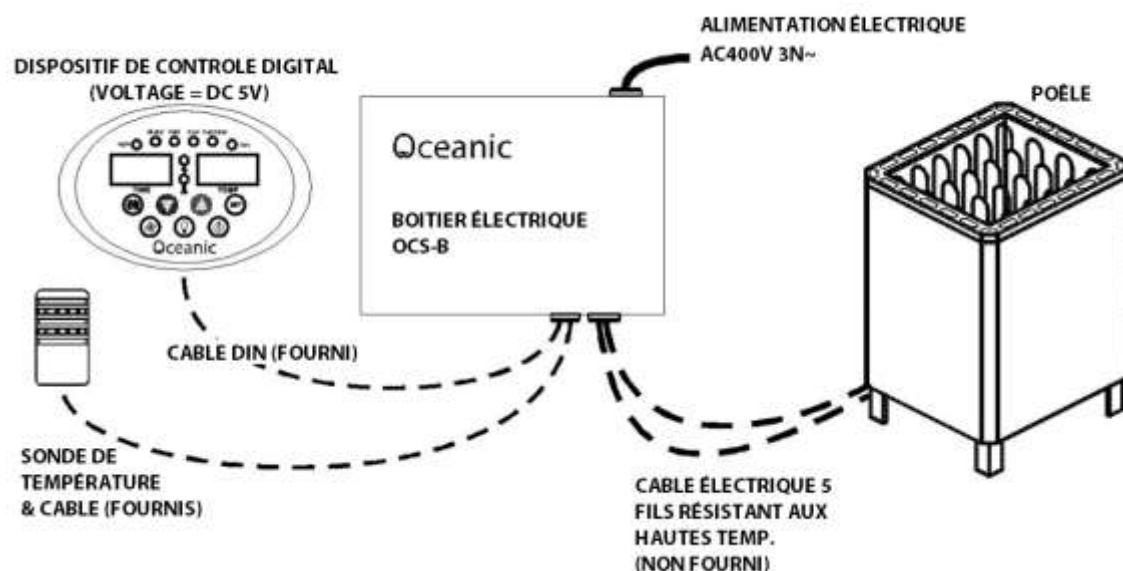 ALIMENTATION ÉLECTRIQUE
AC400V 3N~
DISPOSITIF DE CONTROLE DIGITAL
(VOLTAGE = DC 5V)
POÊLE
Oceanic
BOITIER ÉLECTRIQUE
OCS-B
TIME
TEMP
Oceanic
CABLE DIN (FOURNI)
SONDE DE
TEMPÉRATURE
& CABLE (FOURNIS)
CABLE ÉLECTRIQUE 5
FILS RÉSISTANT AUX
HAUTES TEMP.
(NON FOURNI)